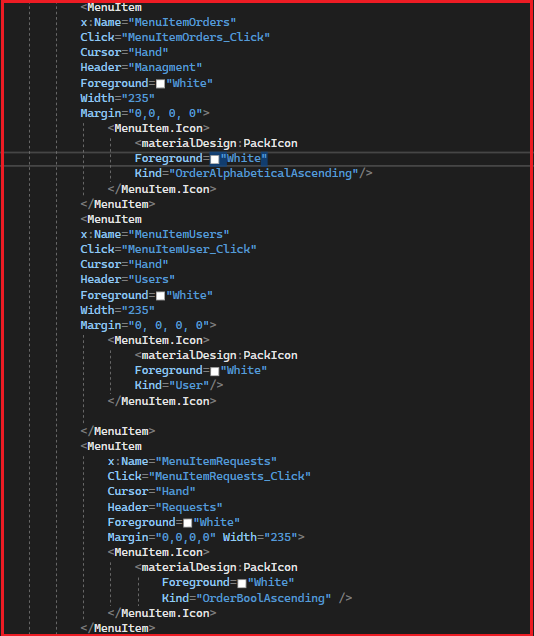 <MenuItem
x:Name="MenuItemOrders"
Click="MenuItemOrders_Click"
Cursor="Hand"
Header="Managment"
Foreground="White"
Width="235"
Margin="0,0, 0, 0">
<MenuItem.Icon>
<materialDesign:PackIcon
Foreground="White"
Kind="OrderAlphabeticalAscending"/>
</MenuItem.Icon>
</MenuItem>
<MenuItem
x:Name="MenuItemUsers"
Click="MenuItemUser_Click"
Cursor="Hand"
Header="Users"
Foreground="White"
Width="235"
Margin="0, 0, 0, 0">
<MenuItem.Icon>
<materialDesign:PackIcon
Foreground="White"
Kind="User"/>
</MenuItem.Icon>
</MenuItem>
<MenuItem
x:Name="MenuItemRequests"
Click="MenuItemRequests_Click"
Cursor="Hand"
Header="Requests"
Foreground="White"
Margin="0,0,0,0" Width="235">
<MenuItem.Icon>
<materialDesign:PackIcon
Foreground="White"
Kind="OrderBoolAscending" />
</MenuItem.Icon>
</MenuItem>